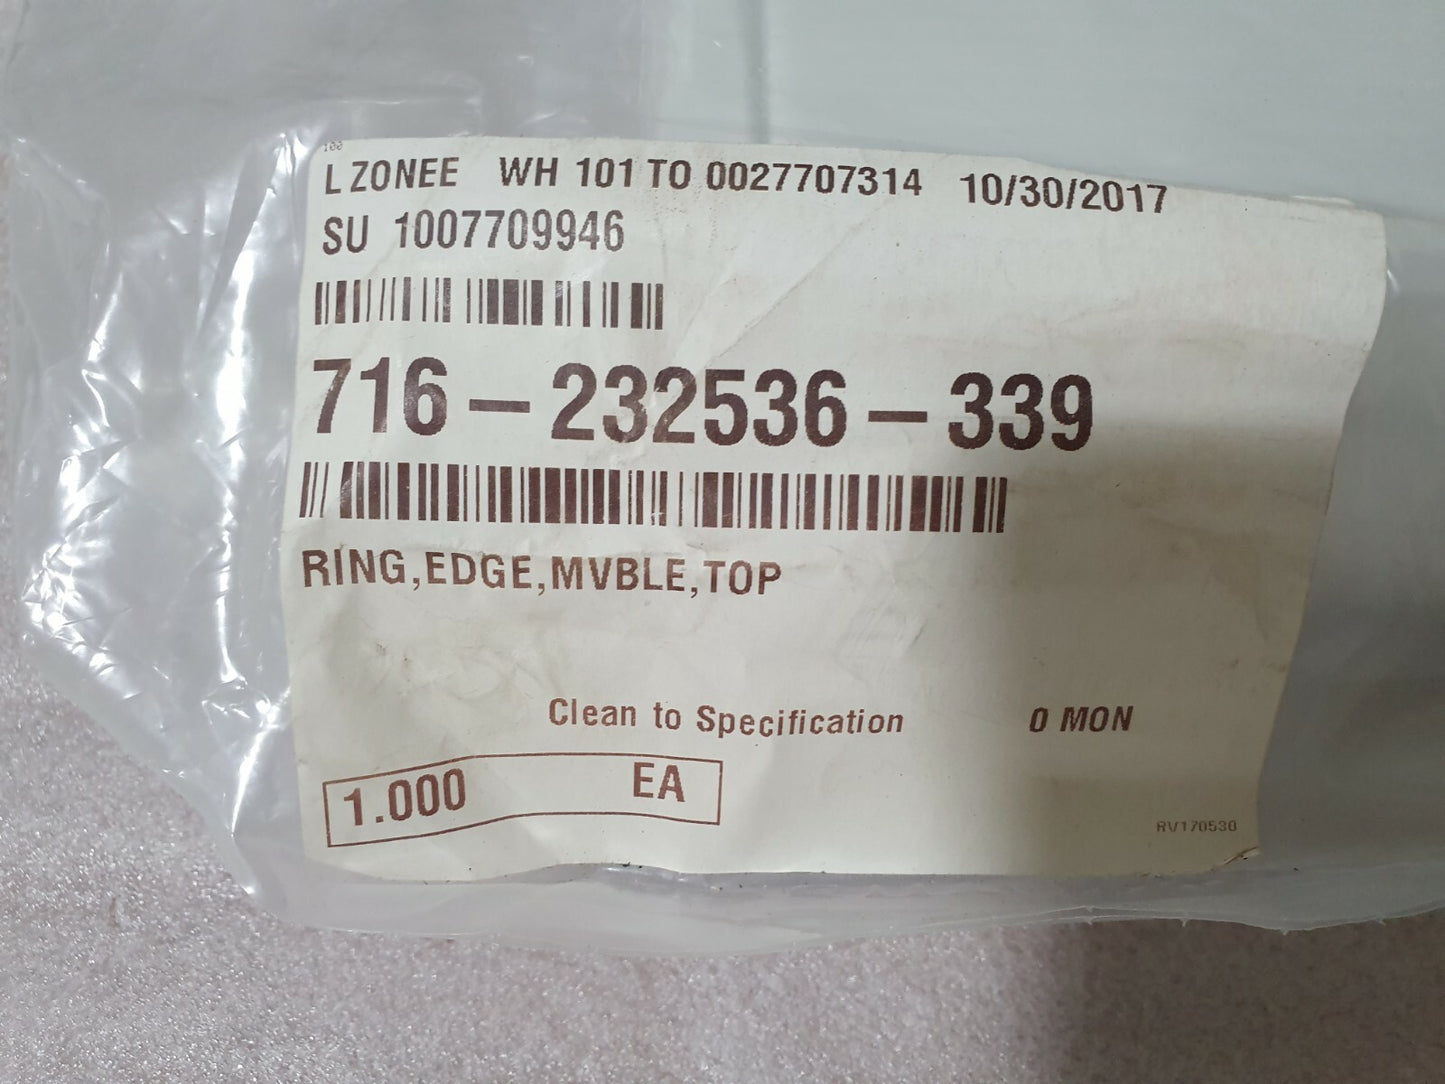 100
L ZONEE WH 101 TO 0027707314 10/30/2017
SU 1007709946
716-232536-339
RING,EDGE,MVBLE,TOP
Clean to Specification 0 MON
1.000 EA
RV170530